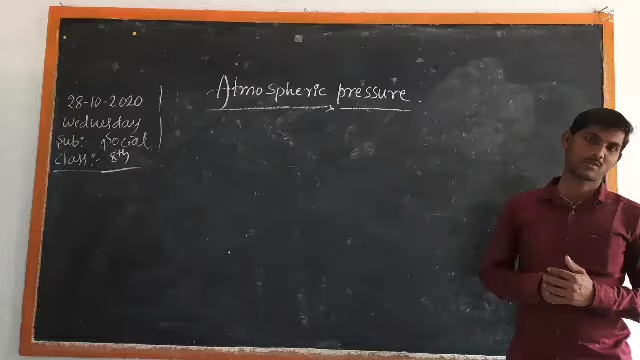 Atmospheric pressure.
28-10-2020
Wednesday
Sub: Social
Class:- 8th